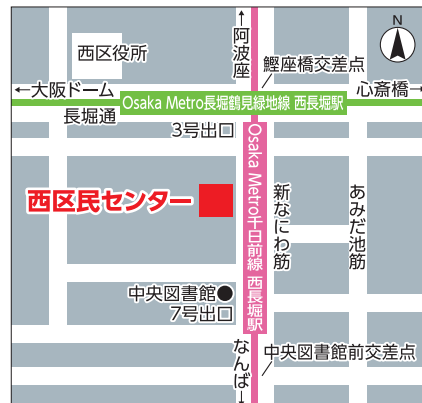 N
西区役所
↑阿波座
鰹座橋交差点
←大阪ドーム
心斎橋→
Osaka Metro長堀鶴見緑地線 西長堀駅
長堀通
3号出口
Osaka Metro千日前線 西長堀駅
西区民センター
新なにわ筋
あみだ池筋
中央図書館
7号出口
なんば→
中央図書館前交差点